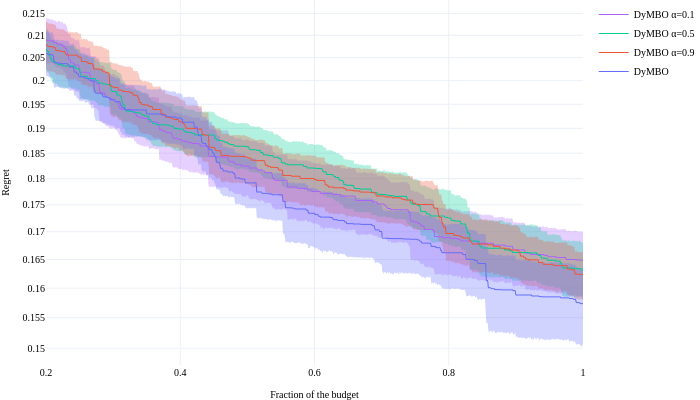 0.215
0.21
0.205
0.2
0.195
0.19
0.185
0.18
0.175
0.17
0.165
0.16
0.155
0.15
Regret
0.2 0.4 0.6 0.8 1
Fraction of the budget
DyMBO α=0.1
DyMBO α=0.5
DyMBO α=0.9
DyMBO